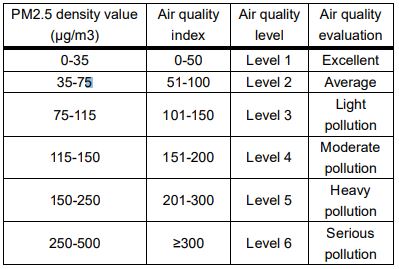 PM2.5 density value (μg/m3) Air quality index Air quality level Air quality evaluation
0-35 0-50 Level 1 Excellent
35-75 51-100 Level 2 Average
75-115 101-150 Level 3 Light pollution
115-150 151-200 Level 4 Moderate pollution
150-250 201-300 Level 5 Heavy pollution
250-500 ≥300 Level 6 Serious pollution